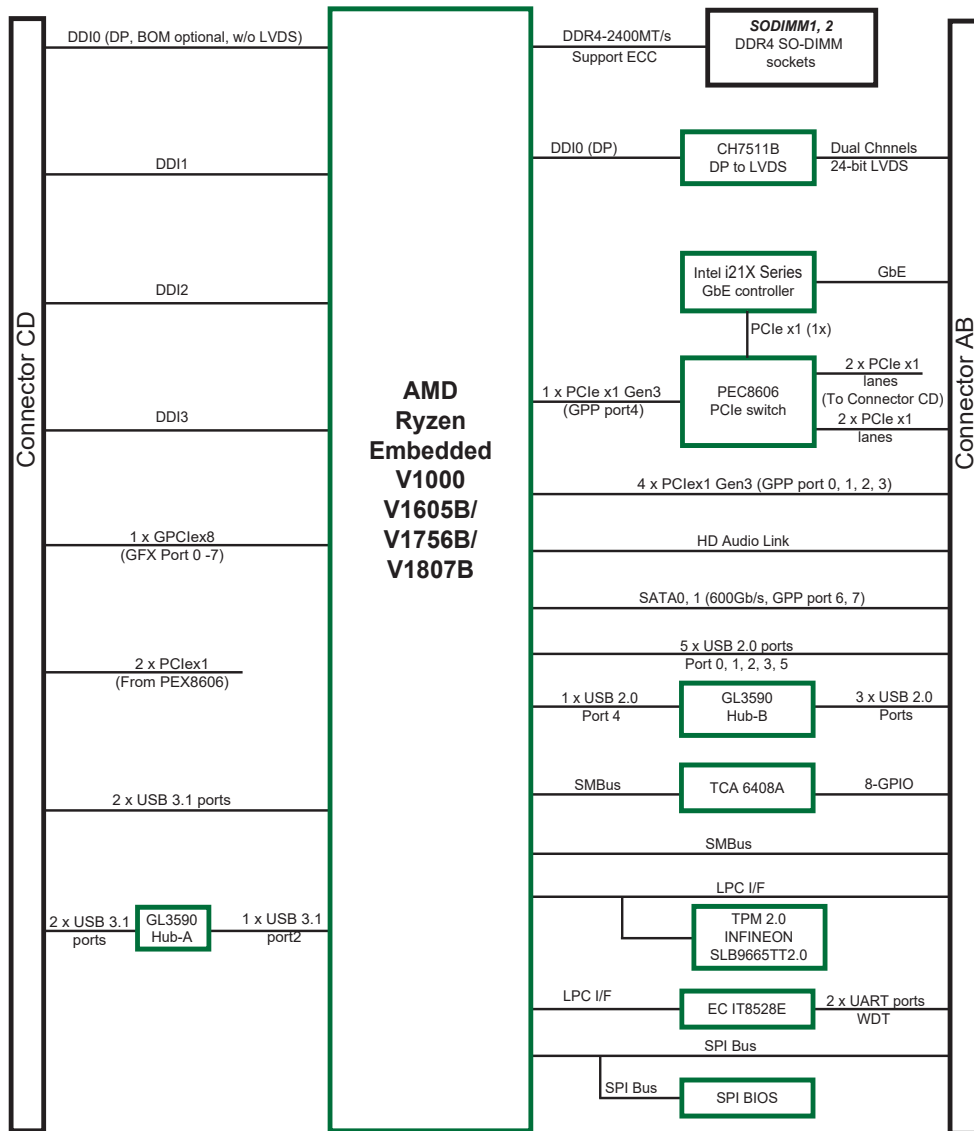 Connector CD
DDI0 (DP, BOM optional, w/o LVDS)
DDI1
DDI2
DDI3
1 x GPCIex8
(GFX Port 0 -7)
2 x PCIex1
(From PEX8606)
2 x USB 3.1 ports
2 x USB 3.1
ports
GL3590
Hub-A
1 x USB 3.1
port2
AMD
Ryzen
Embedded
V1000
V1605B/
V1756B/
V1807B
DDR4-2400MT/s
Support ECC
SODIMM1, 2
DDR4 SO-DIMM
sockets
DDI0 (DP)
CH7511B
DP to LVDS
Dual Chnnels
24-bit LVDS
Intel i21X Series
GbE controller
GbE
PCIe x1 (1x)
1 x PCIe x1 Gen3
(GPP port4)
PEC8606
PCIe switch
2 x PCIe x1
lanes
(To Connector CD)
2 x PCIe x1
lanes
4 x PCIex1 Gen3 (GPP port 0, 1, 2, 3)
HD Audio Link
SATA0, 1 (600Gb/s, GPP port 6, 7)
5 x USB 2.0 ports
Port 0, 1, 2, 3, 5
1 x USB 2.0
Port 4
GL3590
Hub-B
3 x USB 2.0
Ports
SMBus
TCA 6408A
8-GPIO
SMBus
LPC I/F
TPM 2.0
INFINEON
SLB9665TT2.0
LPC I/F
EC IT8528E
2 x UART ports
WDT
SPI Bus
SPI Bus
SPI BIOS
Connector AB